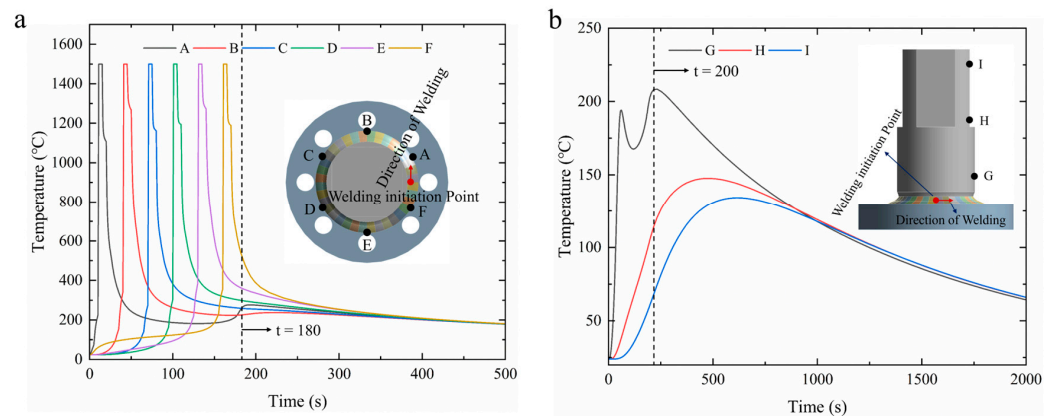 a
1600
1400
1200
1000
800
600
400
200
0
Temperature (°C)
A B C D E F
B
A
C
D
E
F
Direction of Welding
Welding initiation Point
t = 180
0 100 200 300 400 500
Time (s)
b
250
200
150
100
50
Temperature (°C)
G H I
t = 200
I
H
G
Welding initiation Point
Direction of Welding
0 500 1000 1500 2000
Time (s)